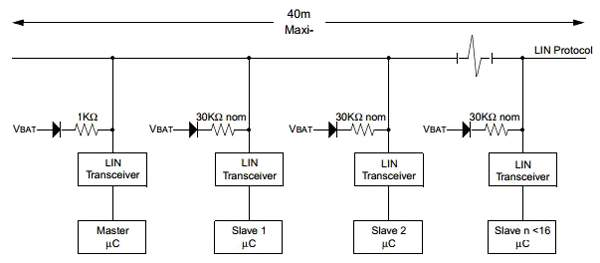 40m
Maxi-
LIN Protocol
1KΩ
30KΩ nom
30KΩ nom
30KΩ nom
VBAT
VBAT
VBAT
VBAT
LIN
Transceiver
LIN
Transceiver
LIN
Transceiver
LIN
Transceiver
Master
µC
Slave 1
µC
Slave 2
µC
Slave n <16
µC